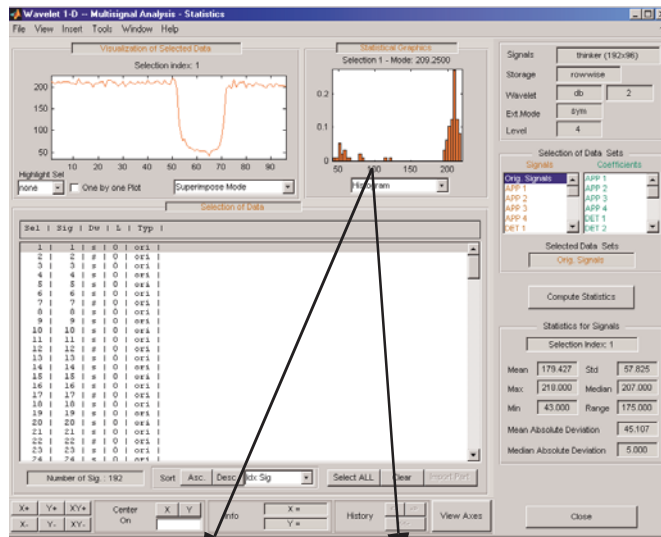 Wavelet 1-D -- Multisignal Analysis - Statistics
File View Insert Tools Window Help
Visualization of Selected Data
Selection index: 1
200
150
100
50
10 20 30 40 50 60 70 80 90
Highlight Sel
none
One by one Plot
Superimpose Mode
Statistical Graphics
Selection 1 - Mode: 209.2500
0.2
0.1
0
50 100 150 200
Histogram
Selection of Data
Sel | Sig | Dw | L | Typ |
1 | 1 | s | 0 | ori |
2 | 2 | s | 0 | ori |
3 | 3 | s | 0 | ori |
4 | 4 | s | 0 | ori |
5 | 5 | s | 0 | ori |
6 | 6 | s | 0 | ori |
7 | 7 | s | 0 | ori |
8 | 8 | s | 0 | ori |
9 | 9 | s | 0 | ori |
10 | 10 | s | 0 | ori |
11 | 11 | s | 0 | ori |
12 | 12 | s | 0 | ori |
13 | 13 | s | 0 | ori |
14 | 14 | s | 0 | ori |
15 | 15 | s | 0 | ori |
16 | 16 | s | 0 | ori |
17 | 17 | s | 0 | ori |
18 | 18 | s | 0 | ori |
19 | 19 | s | 0 | ori |
20 | 20 | s | 0 | ori |
21 | 21 | s | 0 | ori |
22 | 22 | s | 0 | ori |
23 | 23 | s | 0 | ori |
24 | 24 | s | 0 | ori |
Number of Sig. : 192
Sort Asc. Desc. Idx Sig
Select ALL Clear Import Part
X+ Y+ XY+
X- Y- XY-
Center On X Y
Info X = Y =
History <- -> <<-
View Axes
Signals thinker (192x96)
Storage rowwise
Wavelet db 2
Ext.Mode sym
Level 4
Selection of Data Sets
Signals Coefficients
Orig. Signals APP 1
APP 1 APP 2
APP 2 APP 3
APP 3 APP 4
APP 4 DET 1
DET 1 DET 2
Selected Data Sets
Orig. Signals
Compute Statistics
Statistics for Signals
Selection Index: 1
Mean 179.427 Std 57.825
Max 218.000 Median 207.000
Min 43.000 Range 175.000
Mean Absolute Deviation 45.107
Median Absolute Deviation 5.000
Close